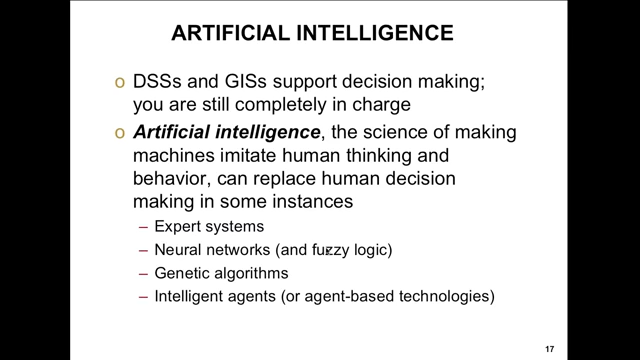 ARTIFICIAL INTELLIGENCE
o DSSs and GISs support decision making;
you are still completely in charge
o Artificial intelligence, the science of making
machines imitate human thinking and
behavior, can replace human decision
making in some instances
– Expert systems
– Neural networks (and fuzzy logic)
– Genetic algorithms
– Intelligent agents (or agent-based technologies)
17